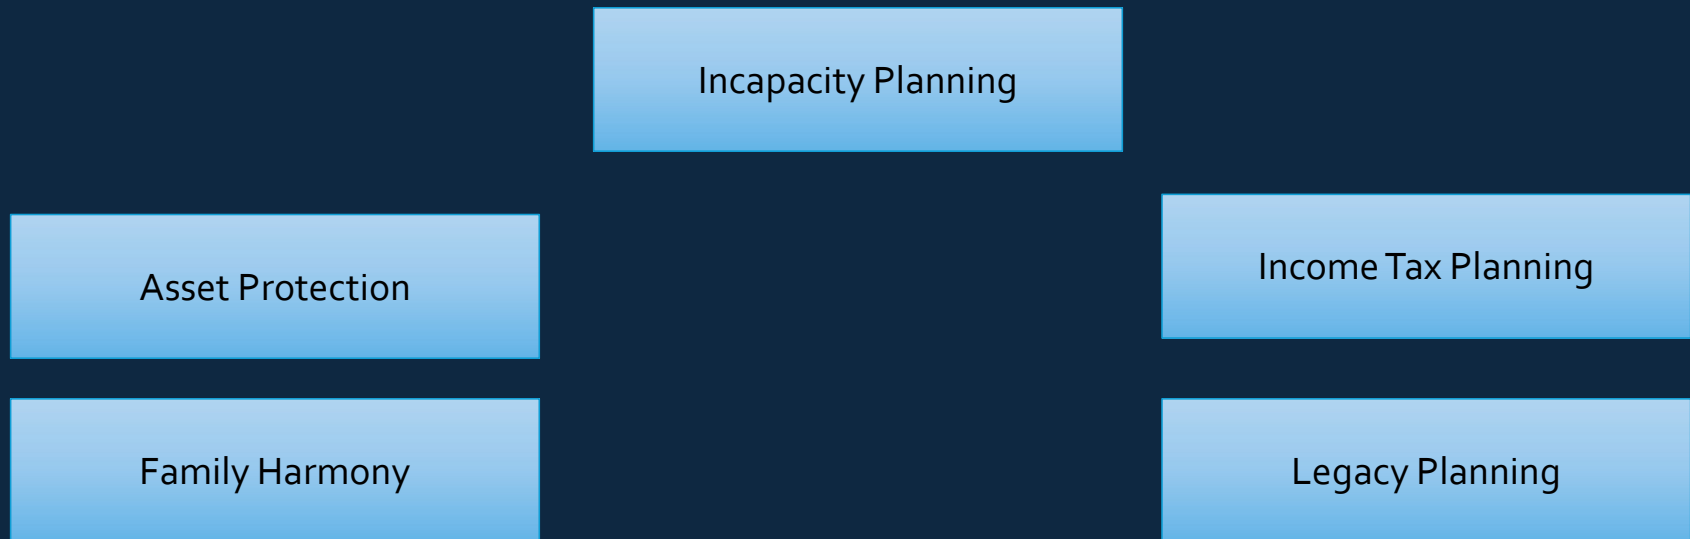 Incapacity Planning
Asset Protection
Income Tax Planning
Family Harmony
Legacy Planning